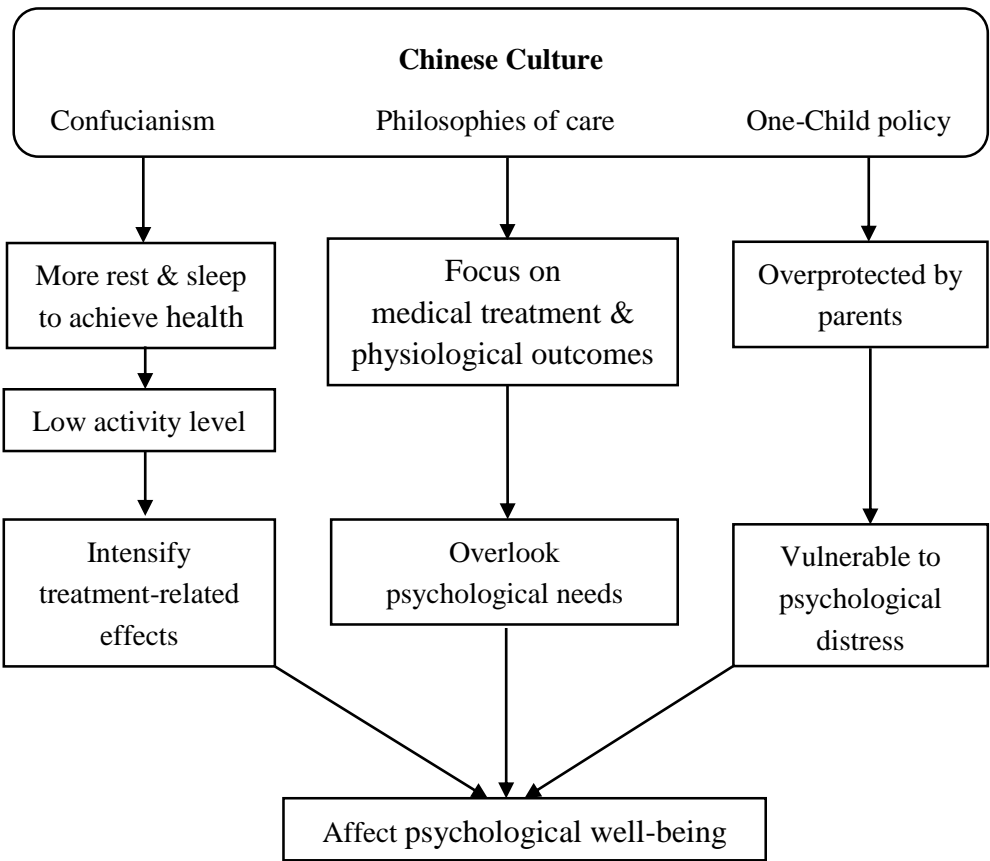 Chinese Culture
Confucianism
Philosophies of care
One-Child policy
More rest & sleep
to achieve health
Focus on
medical treatment &
physiological outcomes
Overprotected by
parents
Low activity level
Intensify
treatment-related
effects
Overlook
psychological needs
Vulnerable to
psychological
distress
Affect psychological well-being